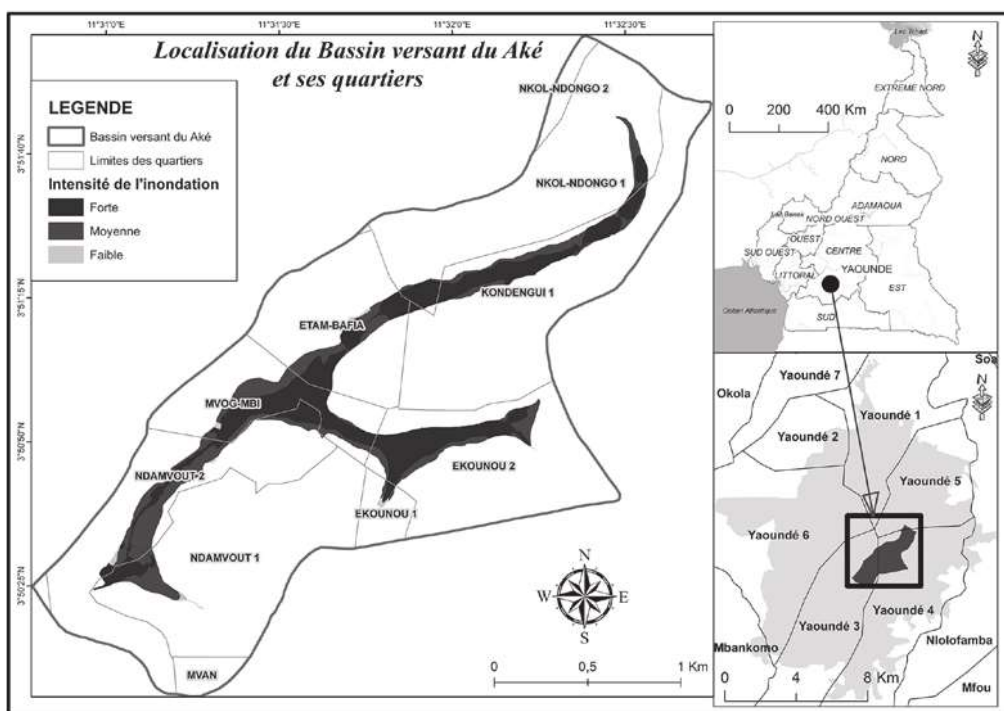 11°31'0"E
11°31'30"E
11°32'0"E
11°32'30"E
Localisation du Bassin versant du Aké
et ses quartiers
LEGENDE
Bassin versant du Aké
Limites des quartiers
Intensité de l'inondation
Forte
Moyenne
Faible
3°51'40"N
3°51'15"N
3°50'50"N
3°50'25"N
NKOL-NDONGO 2
NKOL-NDONGO 1
KONDENGUI 1
ETAM-BAFIA
MVOG-MBI
NDAMVOUT 2
EKOUNOU 2
EKOUNOU 1
NDAMVOUT 1
MVAN
N
W
E
S
0
0,5
1 Km
Lac Tchad
N
0
200
400 Km
EXTREME NORD
NORD
ADAMAOUA
NORD OUEST
OUEST
SUD OUEST
CENTRE
LITTORAL
YAOUNDE
EST
SUD
Océan Atlantique
Soa
N
Yaoundé 7
Okola
Yaoundé 1
Yaoundé 2
Yaoundé 5
Yaoundé 6
Yaoundé 4
Yaoundé 3
Mbankomo
Nlolofamba
Mfou
0
4
8 Km